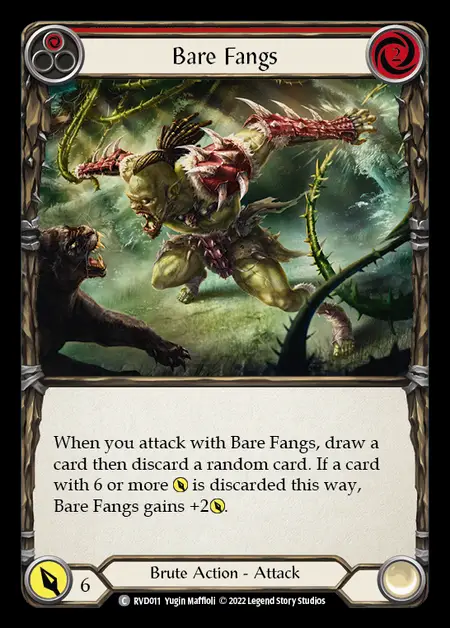 Bare Fangs
2
When you attack with Bare Fangs, draw a
card then discard a random card. If a card
with 6 or more is discarded this way,
Bare Fangs gains +2.
6
Brute Action - Attack
C RVD011 Yugin Maffioli © 2022 Legend Story Studios